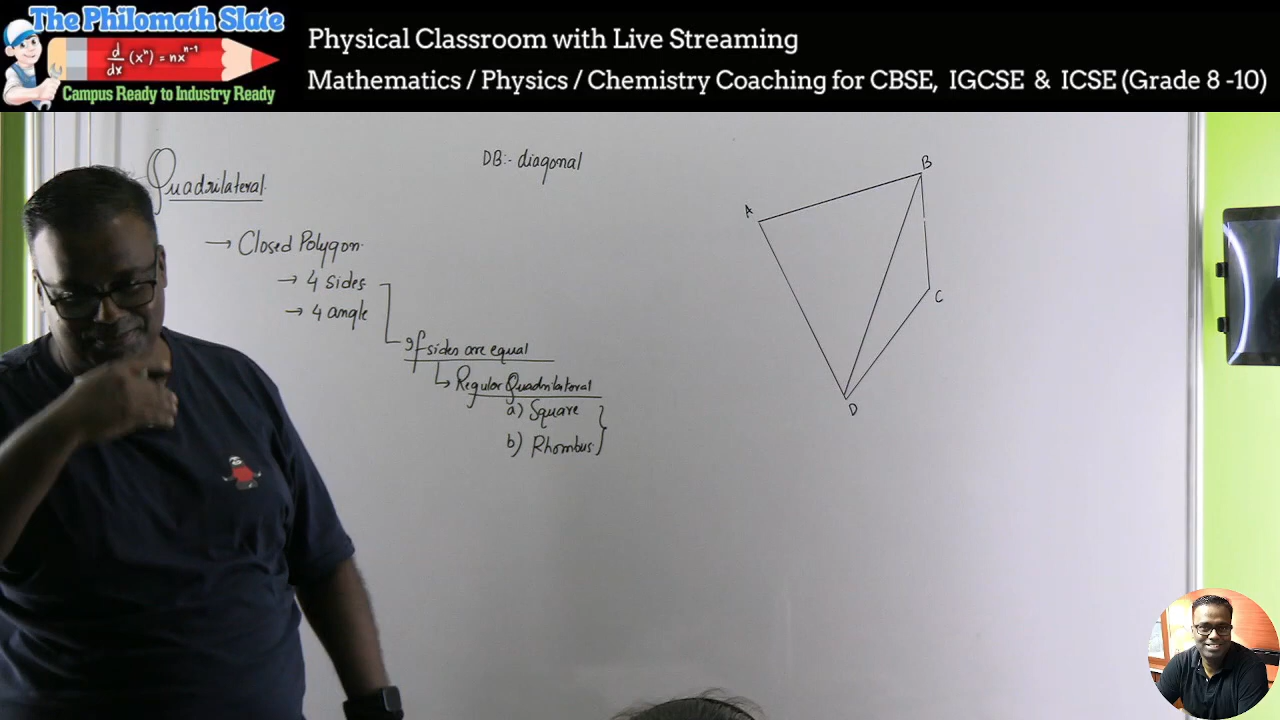 The Philomath Slate
d/dx (xⁿ) = nxⁿ⁻¹
Campus Ready to Industry Ready
Physical Classroom with Live Streaming
Mathematics / Physics / Chemistry Coaching for CBSE, IGCSE & ICSE (Grade 8 -10)
Quadrilateral
→ Closed Polygon.
→ 4 sides
→ 4 angle
If sides are equal
↳ Regular Quadrilateral
a) Square
b) Rhombus
DB:- diagonal
A
B
C
D